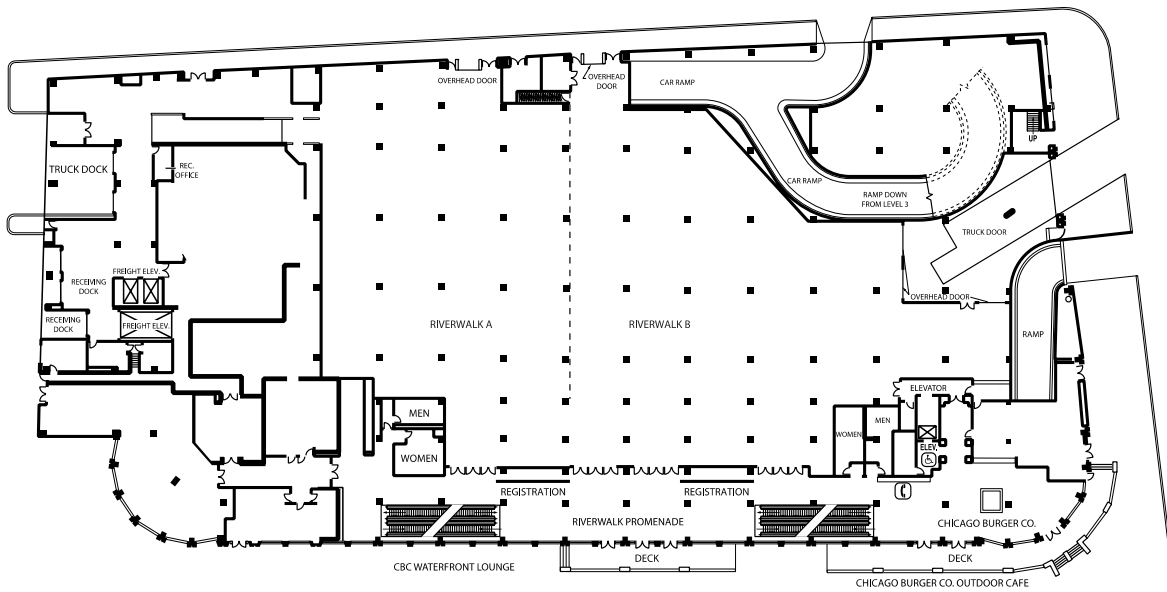 OVERHEAD DOOR
OVERHEAD
DOOR
CAR RAMP
UP
TRUCK DOCK
REC.
OFFICE
CAR RAMP
RAMP DOWN
FROM LEVEL 3
TRUCK DOOR
FREIGHT ELEV.
RECEIVING
DOCK
OVERHEAD DOOR
RECEIVING
DOCK
FREIGHT ELEV.
RIVERWALK A
RIVERWALK B
RAMP
ELEVATOR
MEN
MEN
WOMEN
ELEV.
WOMEN
REGISTRATION
REGISTRATION
RIVERWALK PROMENADE
CHICAGO BURGER CO.
DECK
DECK
CBC WATERFRONT LOUNGE
CHICAGO BURGER CO. OUTDOOR CAFE